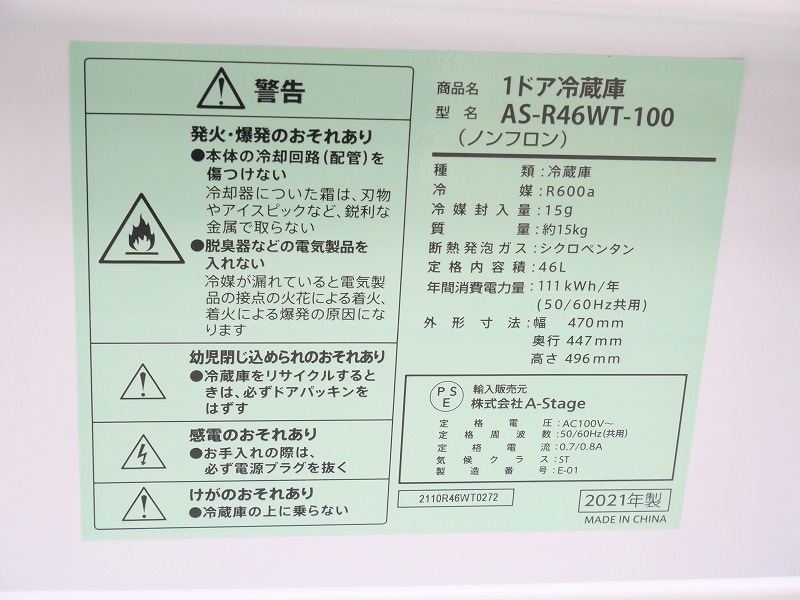 警告
発火・爆発のおそれあり
●本体の冷却回路(配管)を
傷つけない
冷却器についた霜は、刃物
やアイスピックなど、鋭利な
金属で取らない
●脱臭器などの電気製品を
入れない
冷媒が漏れていると電気製
品の接点の火花による着火、
着火による爆発の原因にな
ります
幼児閉じ込められのおそれあり
●冷蔵庫をリサイクルすると
きは、必ずドアパッキンを
はずす
感電のおそれあり
●お手入れの際は、
必ず電源プラグを抜く
けがのおそれあり
●冷蔵庫の上に乗らない
商品名 1ドア冷蔵庫
型名 AS-R46WT-100
(ノンフロン)
種類:冷蔵庫
冷媒:R600a
冷媒封入量:15g
質量:約15kg
断熱発泡ガス:シクロペンタン
定格内容積:46L
年間消費電力量:111kWh/年
(50/60Hz共用)
外形寸法:幅 470mm
奥行 447mm
高さ 496mm
PS
E
輸入販売元
株式会社A-Stage
定格電圧:AC100V~
定格周波数:50/60Hz(共用)
定格電流:0.7/0.8A
気候クラス:ST
製造番号:E-01
2110R46WT0272
2021年製
MADE IN CHINA